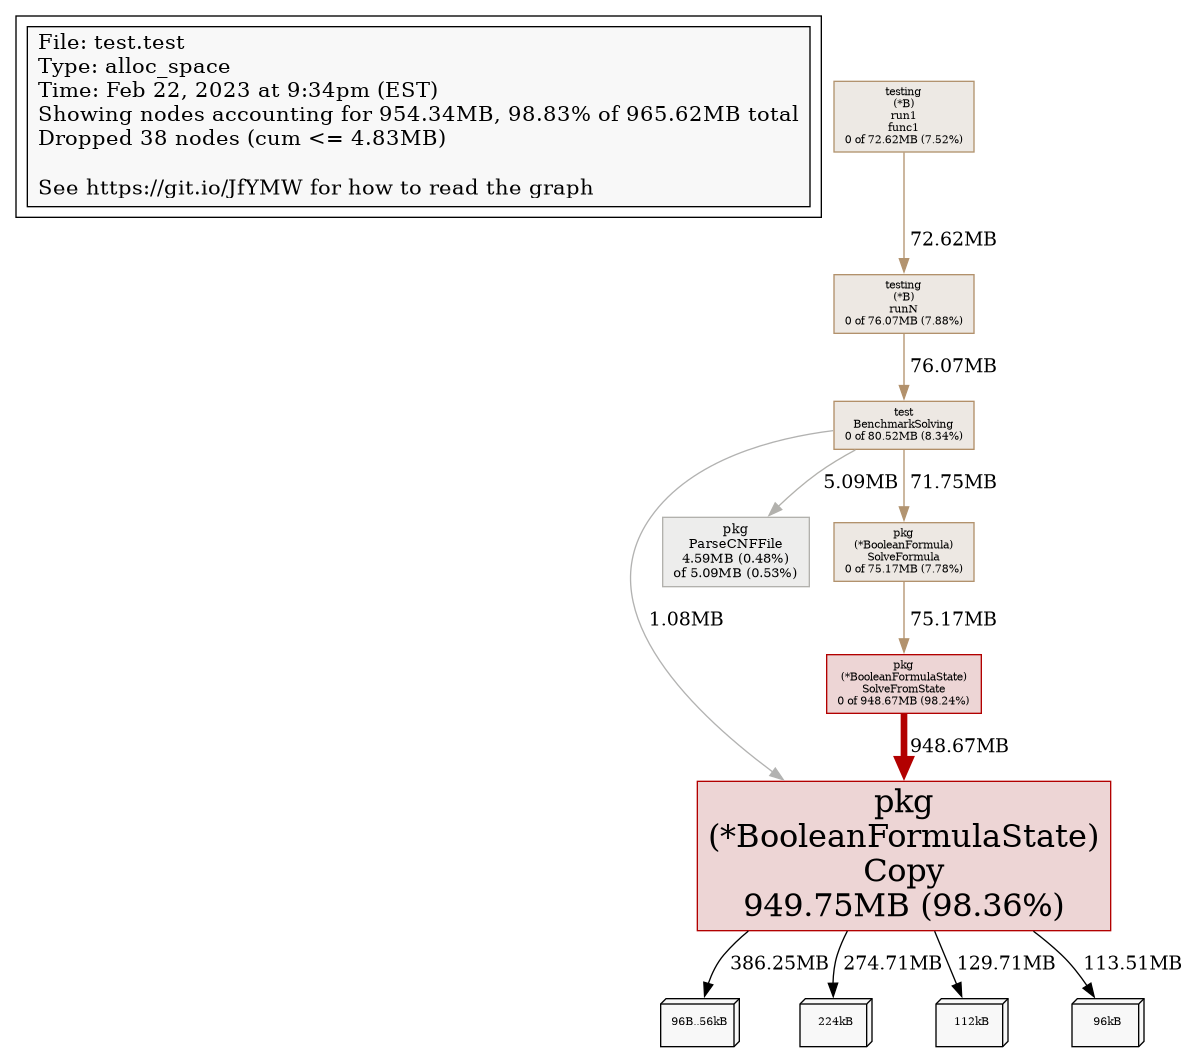 File: test.test
Type: alloc_space
Time: Feb 22, 2023 at 9:34pm (EST)
Showing nodes accounting for 954.34MB, 98.83% of 965.62MB total
Dropped 38 nodes (cum <= 4.83MB)
See https://git.io/JfYMW for how to read the graph
testing
(*B)
run1
func1
0 of 72.62MB (7.52%)
72.62MB
testing
(*B)
runN
0 of 76.07MB (7.88%)
76.07MB
test
BenchmarkSolving
0 of 80.52MB (8.34%)
5.09MB
71.75MB
pkg
ParseCNFFile
4.59MB (0.48%)
of 5.09MB (0.53%)
pkg
(*BooleanFormula)
SolveFormula
0 of 75.17MB (7.78%)
1.08MB
75.17MB
pkg
(*BooleanFormulaState)
SolveFromState
0 of 948.67MB (98.24%)
948.67MB
pkg
(*BooleanFormulaState)
Copy
949.75MB (98.36%)
386.25MB
274.71MB
129.71MB
113.51MB
96B..56kB
224kB
112kB
96kB